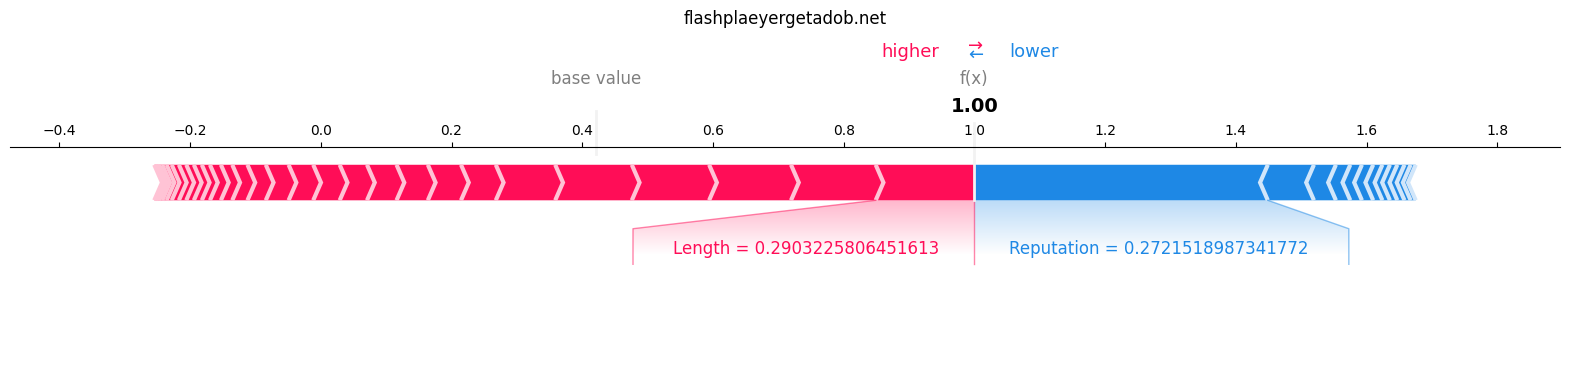 flashplaeyergetadob.net
higher → ← lower
base value f(x)
1.00
−0.4 −0.2 0.0 0.2 0.4 0.6 0.8 1.0 1.2 1.4 1.6 1.8
Length = 0.2903225806451613 Reputation = 0.2721518987341772